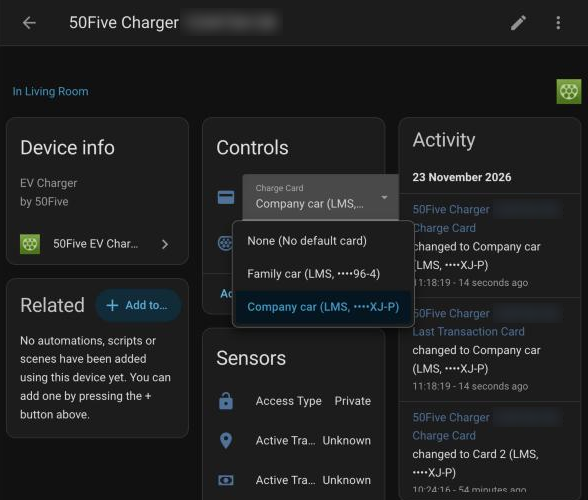 50Five Charger
In Living Room
Device info
EV Charger
by 50Five
50Five EV Char...
Related
Add to...
No automations, scripts or
scenes have been added
using this device yet. You can
add one by pressing the +
button above.
Controls
Charge Card
Company car (LMS,...
None (No default card)
Family car (LMS, ••••96-4)
Company car (LMS, ••••XJ-P)
Sensors
Access Type Private
Active Tra... Unknown
Active Tra... Unknown
Activity
23 November 2026
50Five Charger
Charge Card
changed to Company car
(LMS, ••••XJ-P)
11:18:19 - 14 seconds ago
50Five Charger
Last Transaction Card
changed to Company car
(LMS, ••••XJ-P)
11:18:19 - 14 seconds ago
50Five Charger
Charge Card
changed to Card 2 (LMS,
••••XJ-P)
10:24:16 - 54 minutes ago